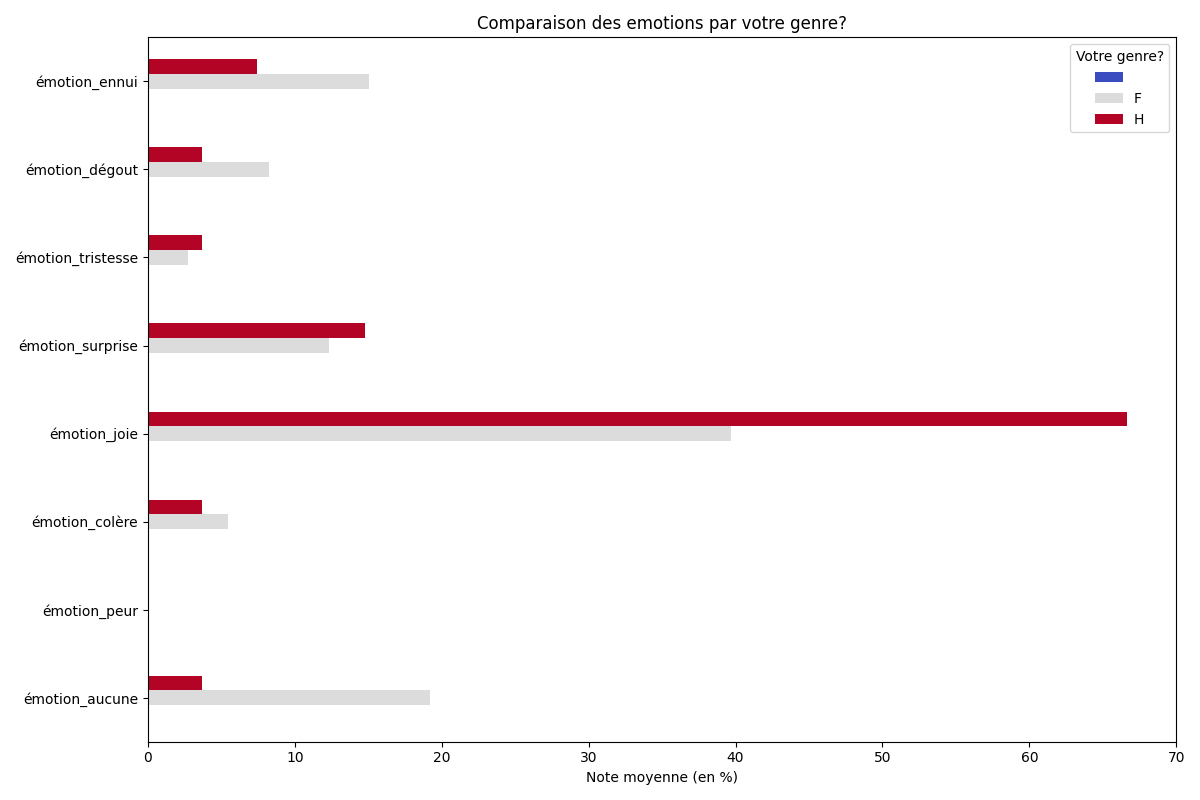 Comparaison des emotions par votre genre?
Votre genre?
F
H
émotion_ennui
émotion_dégout
émotion_tristesse
émotion_surprise
émotion_joie
émotion_colère
émotion_peur
émotion_aucune
0 10 20 30 40 50 60 70
Note moyenne (en %)